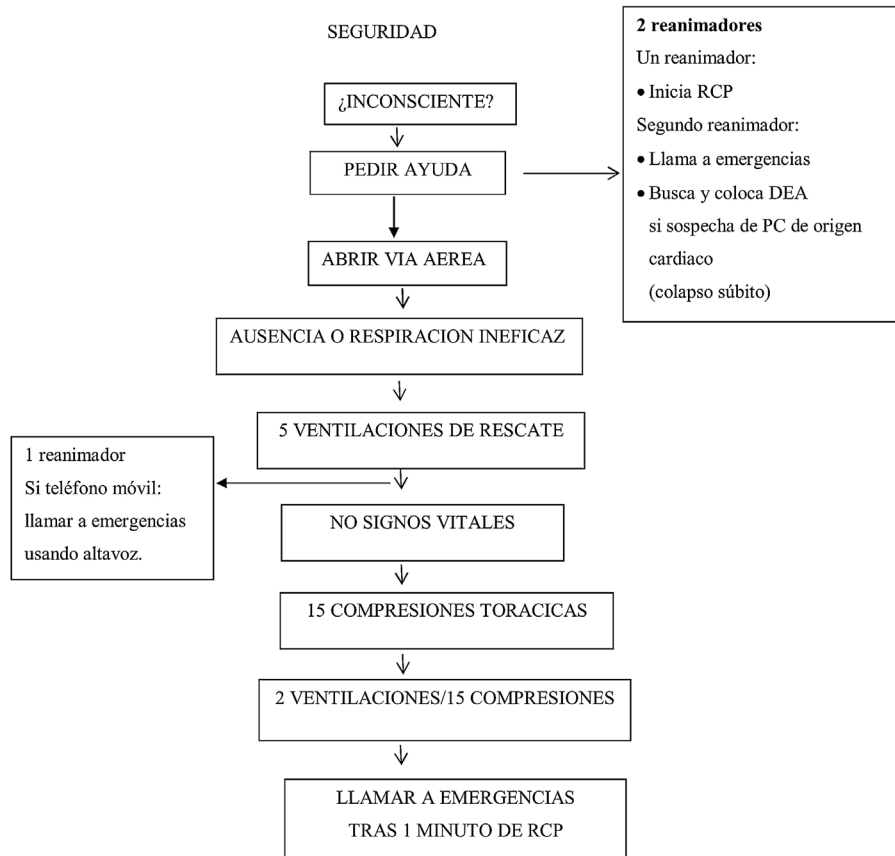 SEGURIDAD
¿INCONSCIENTE?
PEDIR AYUDA
2 reanimadores
Un reanimador:
• Inicia RCP
Segundo reanimador:
• Llama a emergencias
• Busca y coloca DEA
si sospecha de PC de origen
cardiaco
(colapso súbito)
ABRIR VIA AEREA
AUSENCIA O RESPIRACION INEFICAZ
5 VENTILACIONES DE RESCATE
1 reanimador
Si teléfono móvil:
llamar a emergencias
usando altavoz.
NO SIGNOS VITALES
15 COMPRESIONES TORACICAS
2 VENTILACIONES/15 COMPRESIONES
LLAMAR A EMERGENCIAS
TRAS 1 MINUTO DE RCP